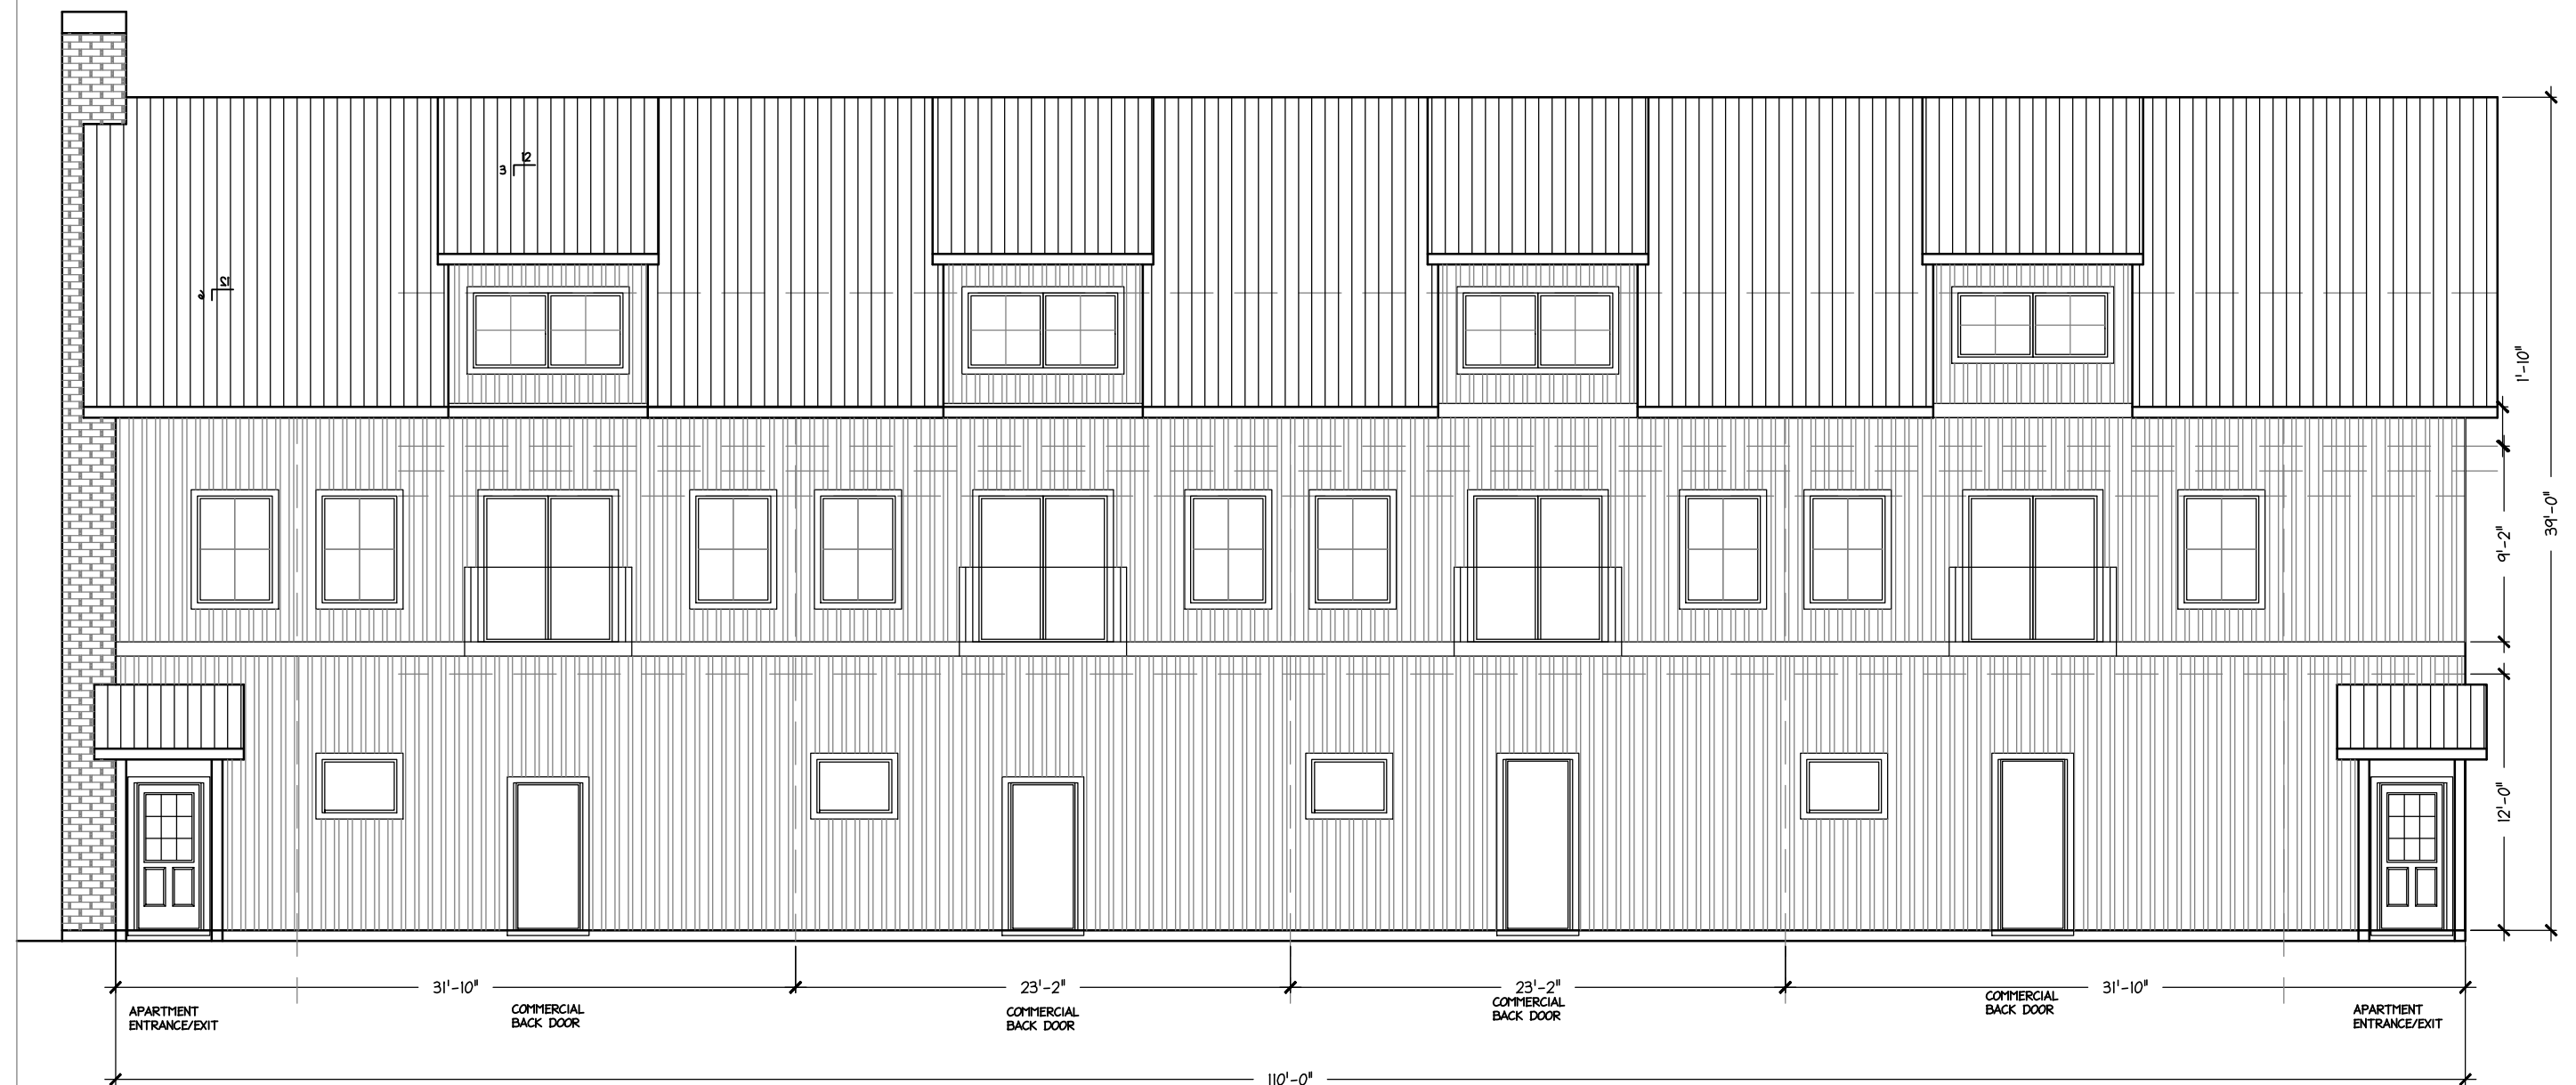 12
3
12
1'-10"
39'-0"
9'-2"
12'-0"
31'-10"
23'-2"
23'-2"
31'-10"
APARTMENT
ENTRANCE/EXIT
COMMERCIAL
BACK DOOR
COMMERCIAL
BACK DOOR
COMMERCIAL
BACK DOOR
COMMERCIAL
BACK DOOR
APARTMENT
ENTRANCE/EXIT
110'-0"